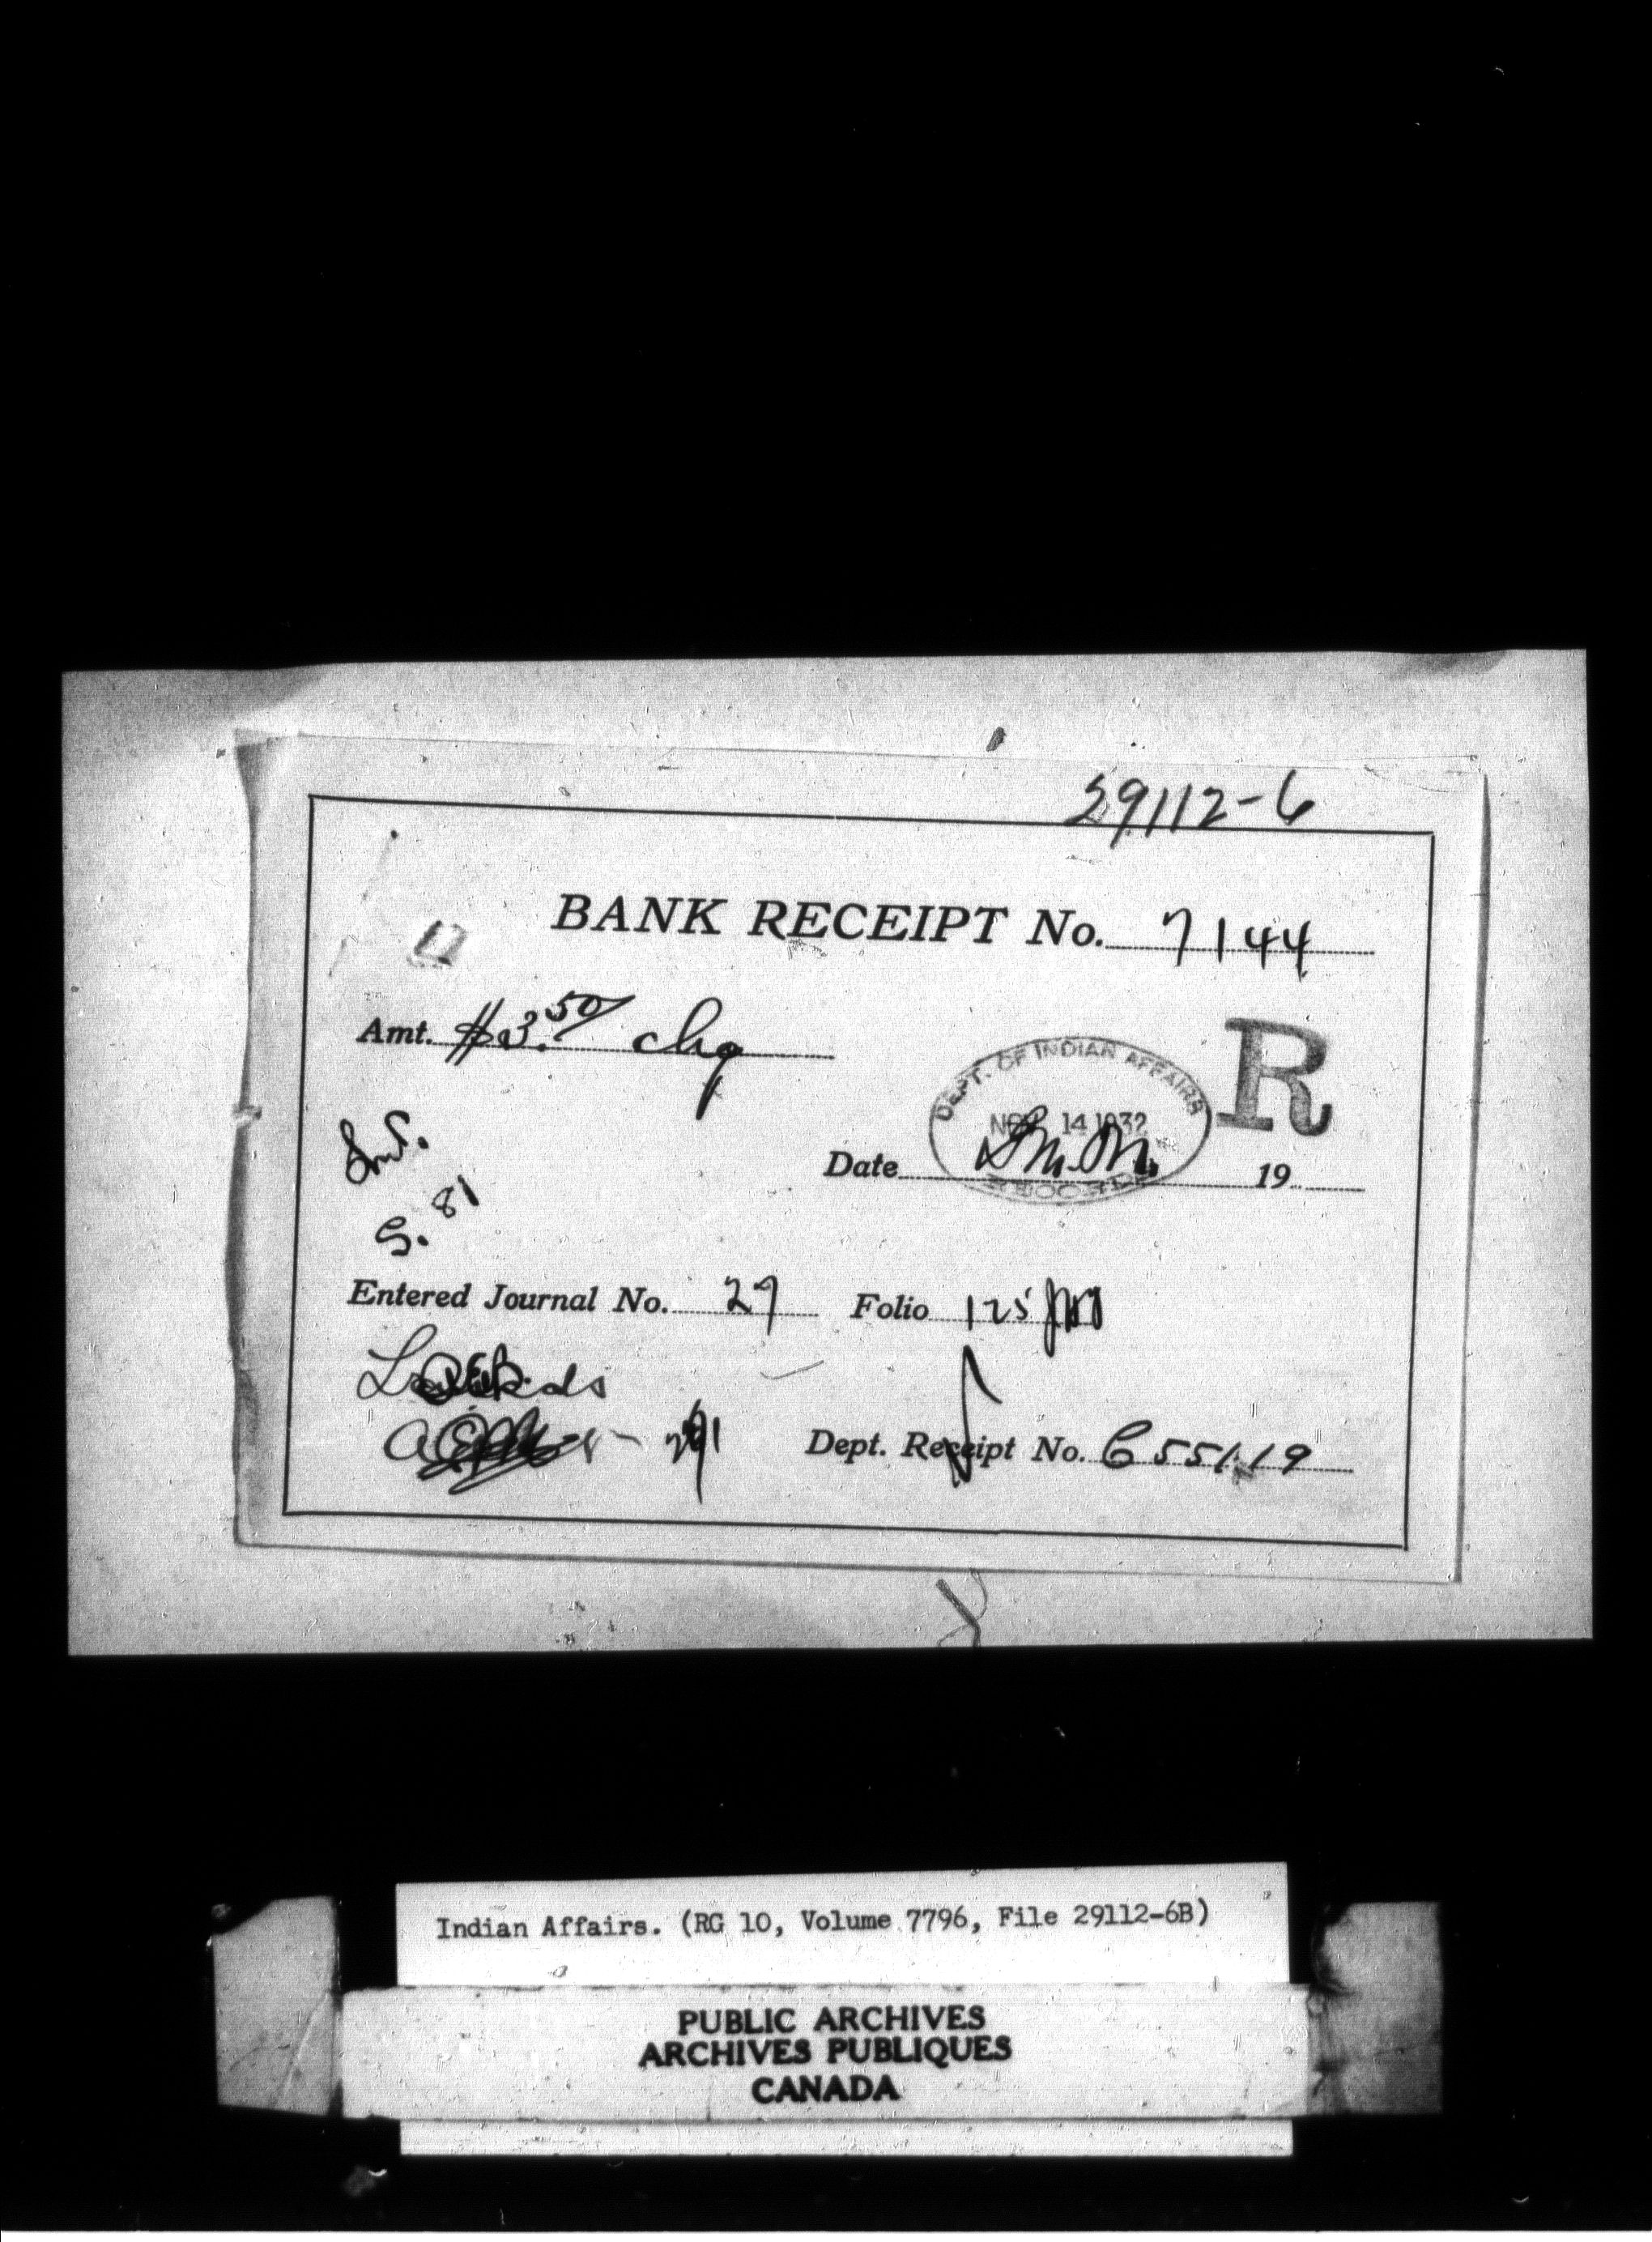 29112-6
BANK RECEIPT No. 7144
Amt. $3.50 chq
R
DEPT. OF INDIAN AFFAIRS
14 1932
Date 19
S. 81
Entered Journal No. 27 Folio 125
Dept. Receipt No. C 55119
Indian Affairs. (RG 10, Volume 7796, File 29112-6B)
PUBLIC ARCHIVES
ARCHIVES PUBLIQUES
CANADA